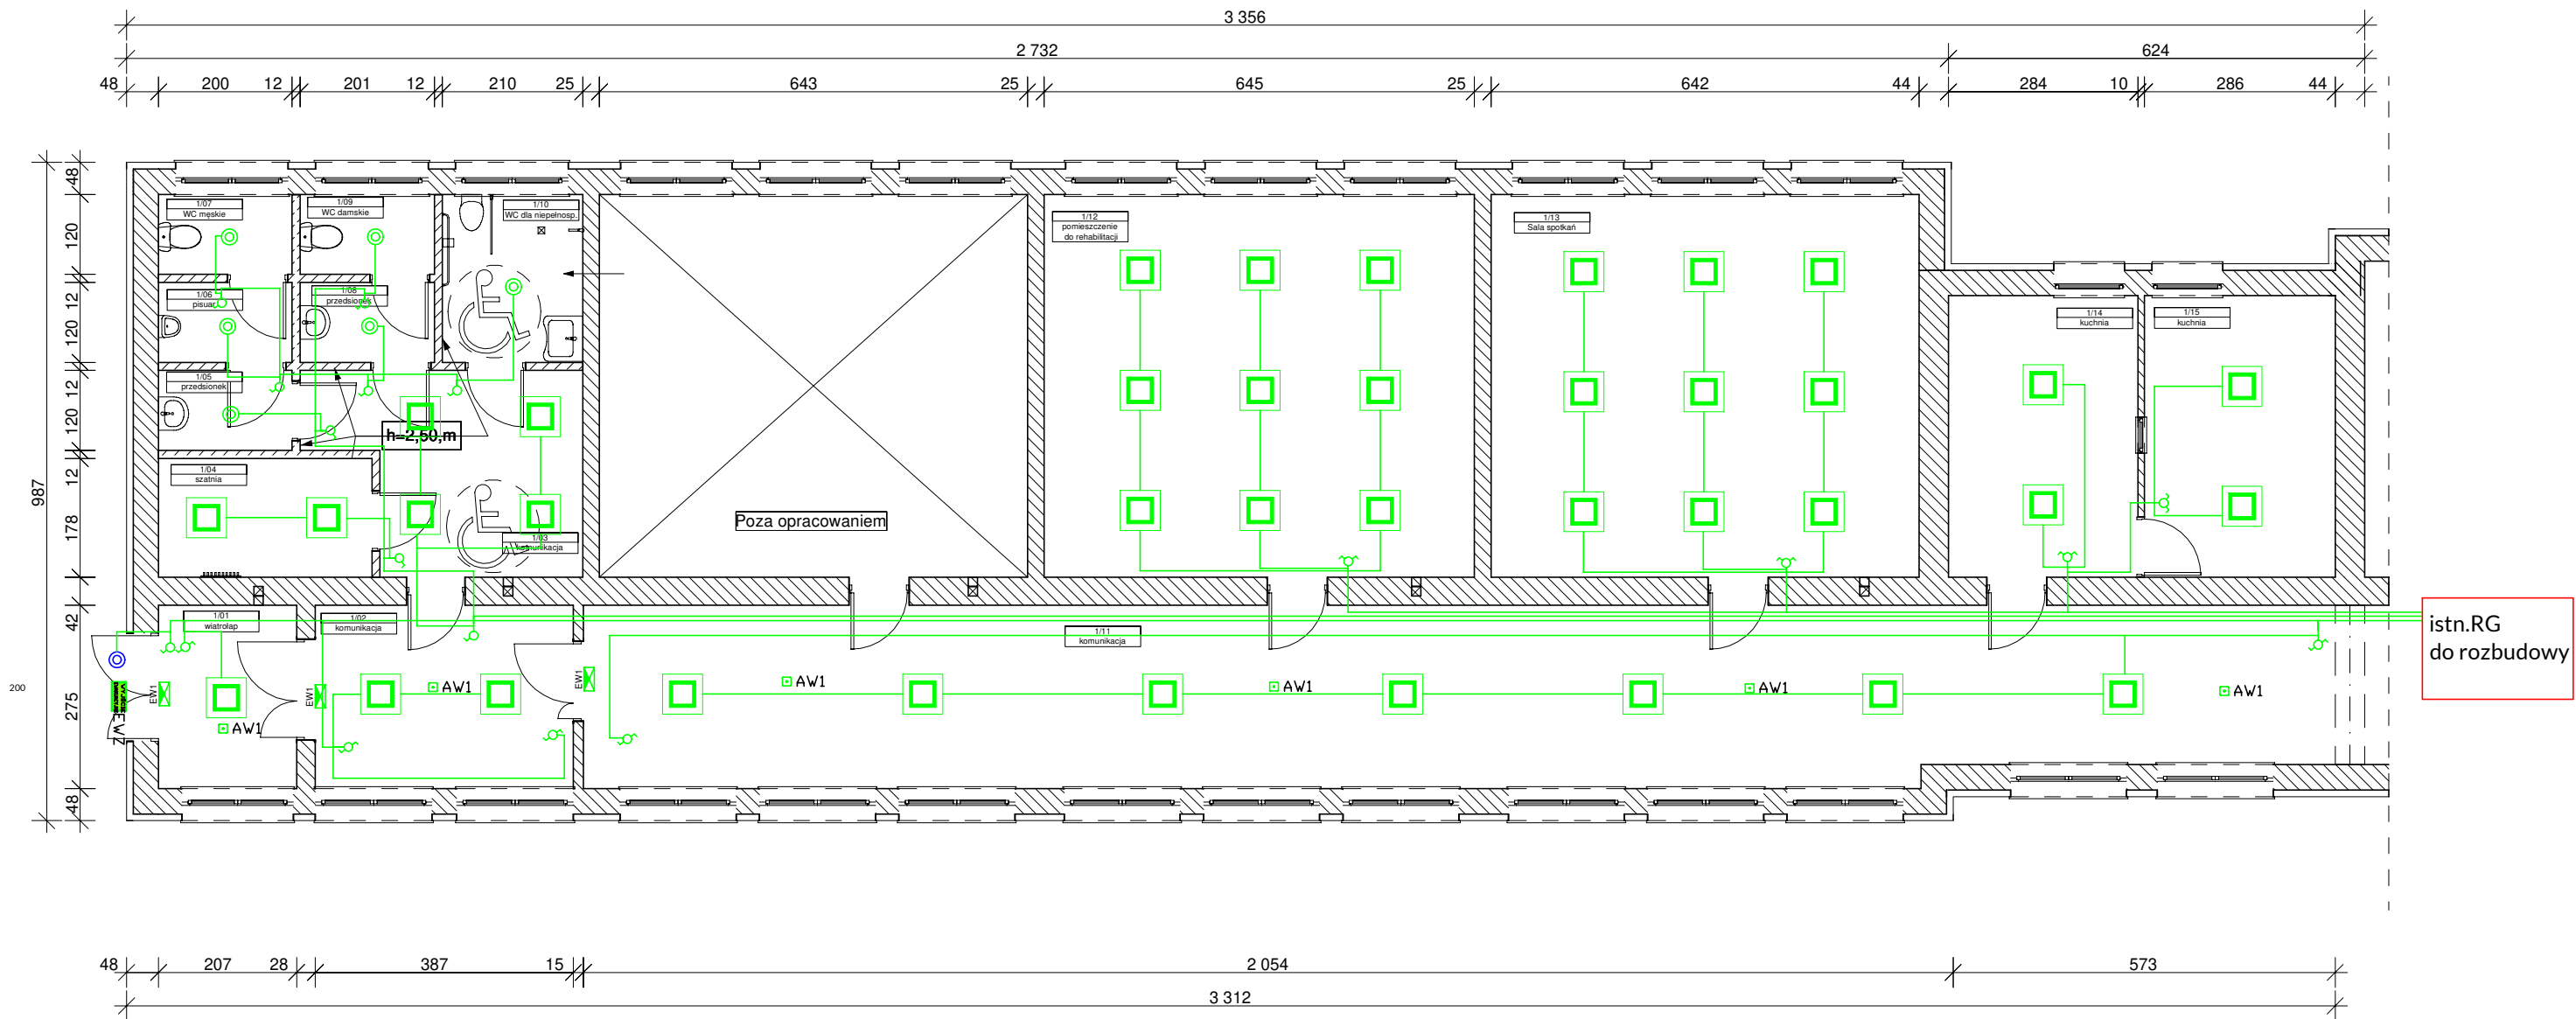 3 356
2 732
624
48
200
12
201
12
210
25
643
25
645
25
642
44
284
10
286
44
987
48
120
12
120
12
120
12
178
42
275
48
200
1/07
WC męskie
1/09
WC damskie
1/10
WC dla niepełnosp.
1/12
pomieszczenie
do rehabilitacji
1/13
Sala spotkań
1/06
pisuar
1/08
przedsionek
1/14
kuchnia
1/15
kuchnia
1/05
przedsionek
h=2,50,m
1/04
szatnia
Poza opracowaniem
1/03
komunikacja
1/01
wiatrołap
1/02
komunikacja
1/11
komunikacja
istn.RG
do rozbudowy
EW1
EW1
EW1
EWZ
AW1
AW1
AW1
AW1
AW1
AW1
48
207
28
387
15
2 054
573
3 312